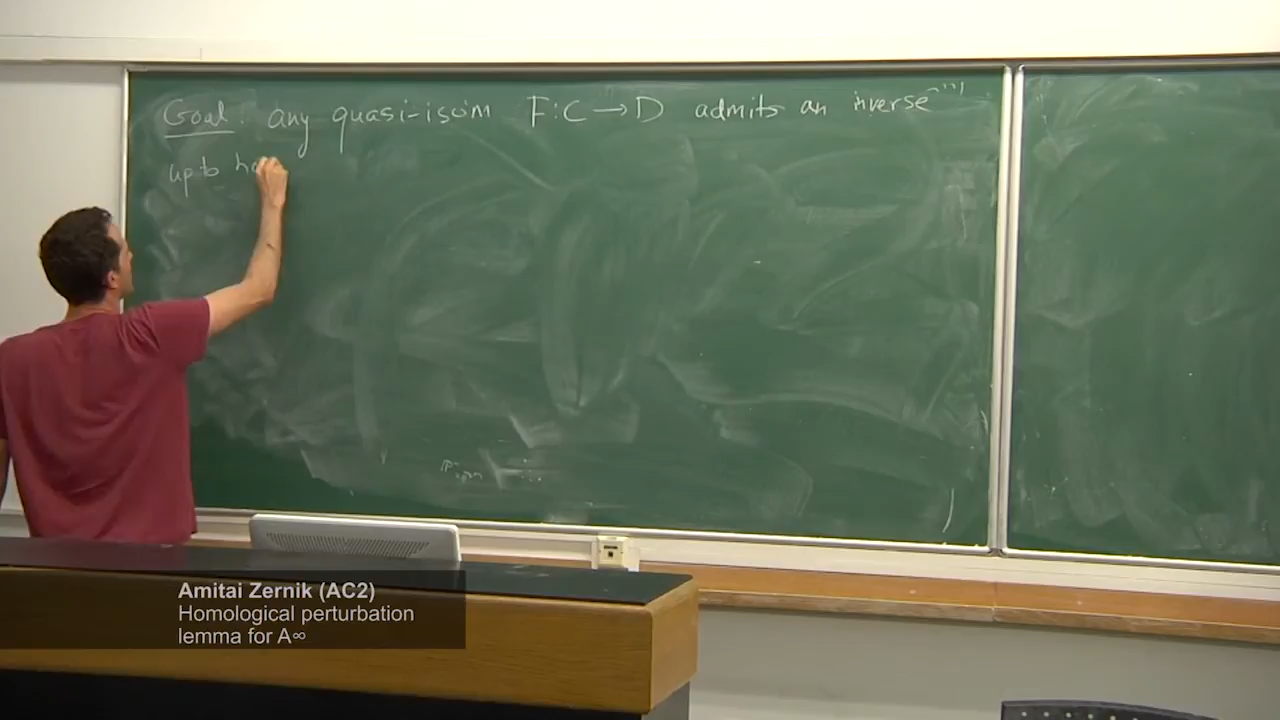 Goal: any quasi-isom F:C→D admits an inverse
up to ho
Amitai Zernik (AC2)
Homological perturbation
lemma for A∞